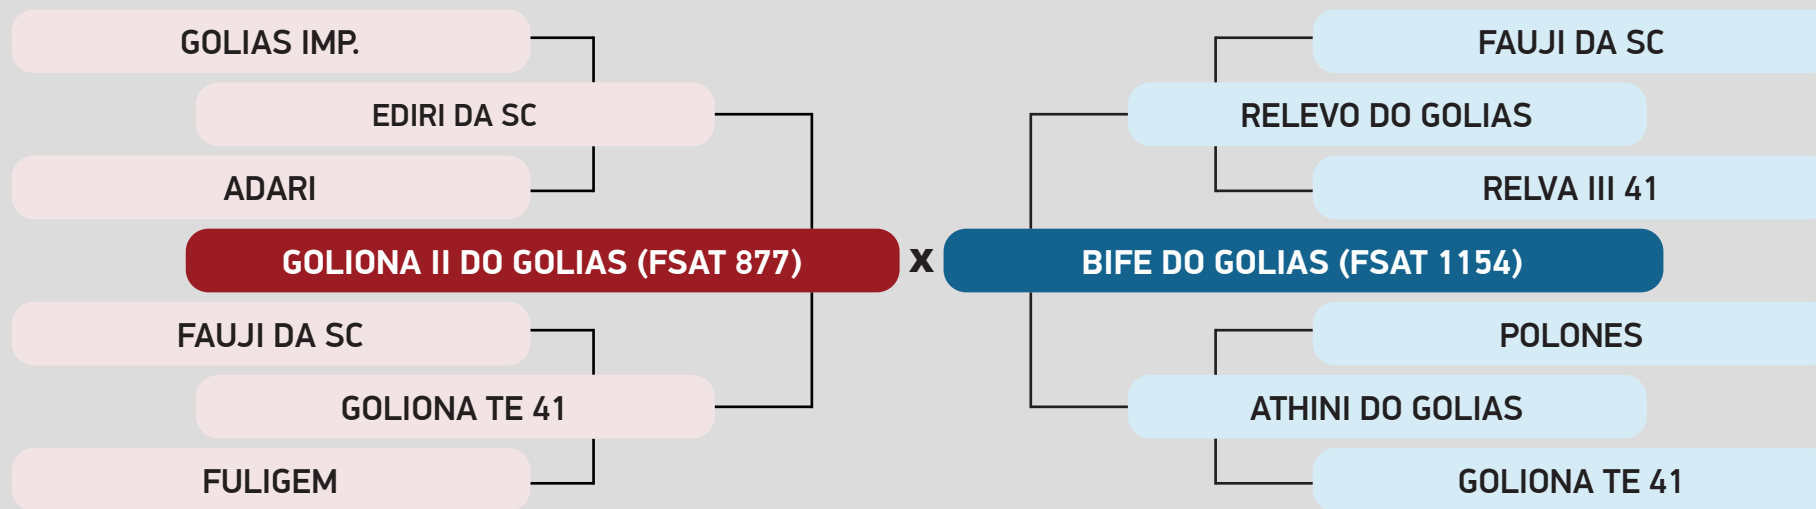 GOLIAS IMP.
FAUJI DA SC
EDIRI DA SC
RELEVO DO GOLIAS
ADARI
RELVA III 41
GOLIONA II DO GOLIAS (FSAT 877) X BIFE DO GOLIAS (FSAT 1154)
FAUJI DA SC
POLONES
GOLIONA TE 41
ATHINI DO GOLIAS
FULIGEM
GOLIONA TE 41